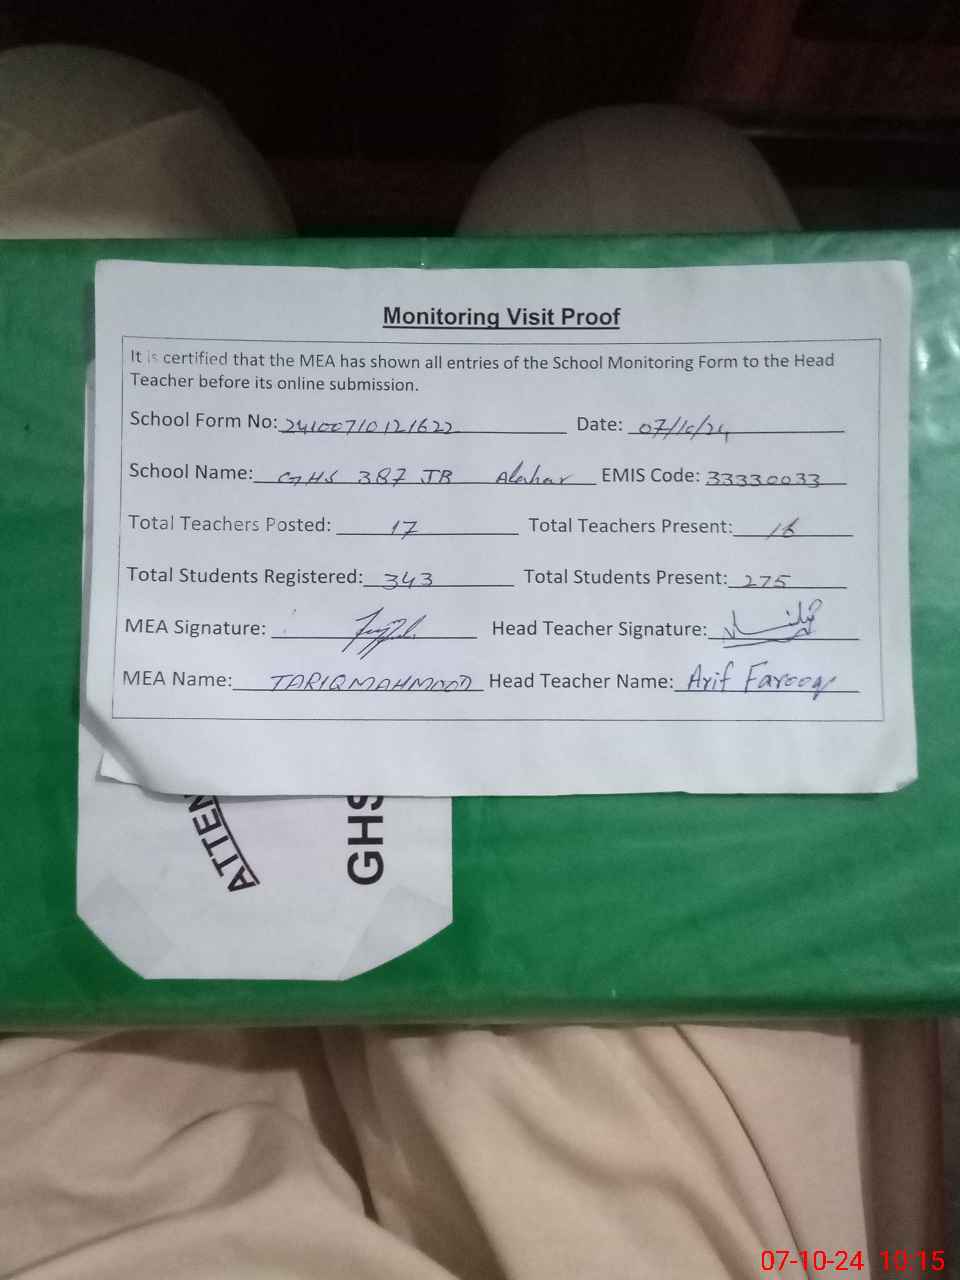 Monitoring Visit Proof
It is certified that the MEA has shown all entries of the School Monitoring Form to the Head
Teacher before its online submission.
School Form No: 24100710121622 Date: 07/10/24
School Name: GHS 387 JB EMIS Code: 33330033
Total Teachers Posted: 17 Total Teachers Present: 16
Total Students Registered: 343 Total Students Present: 275
MEA Signature: Head Teacher Signature:
MEA Name: TARIQ MAHMOOD Head Teacher Name: Arif Farooq
ATTEN
GHS
07-10-24 10:15